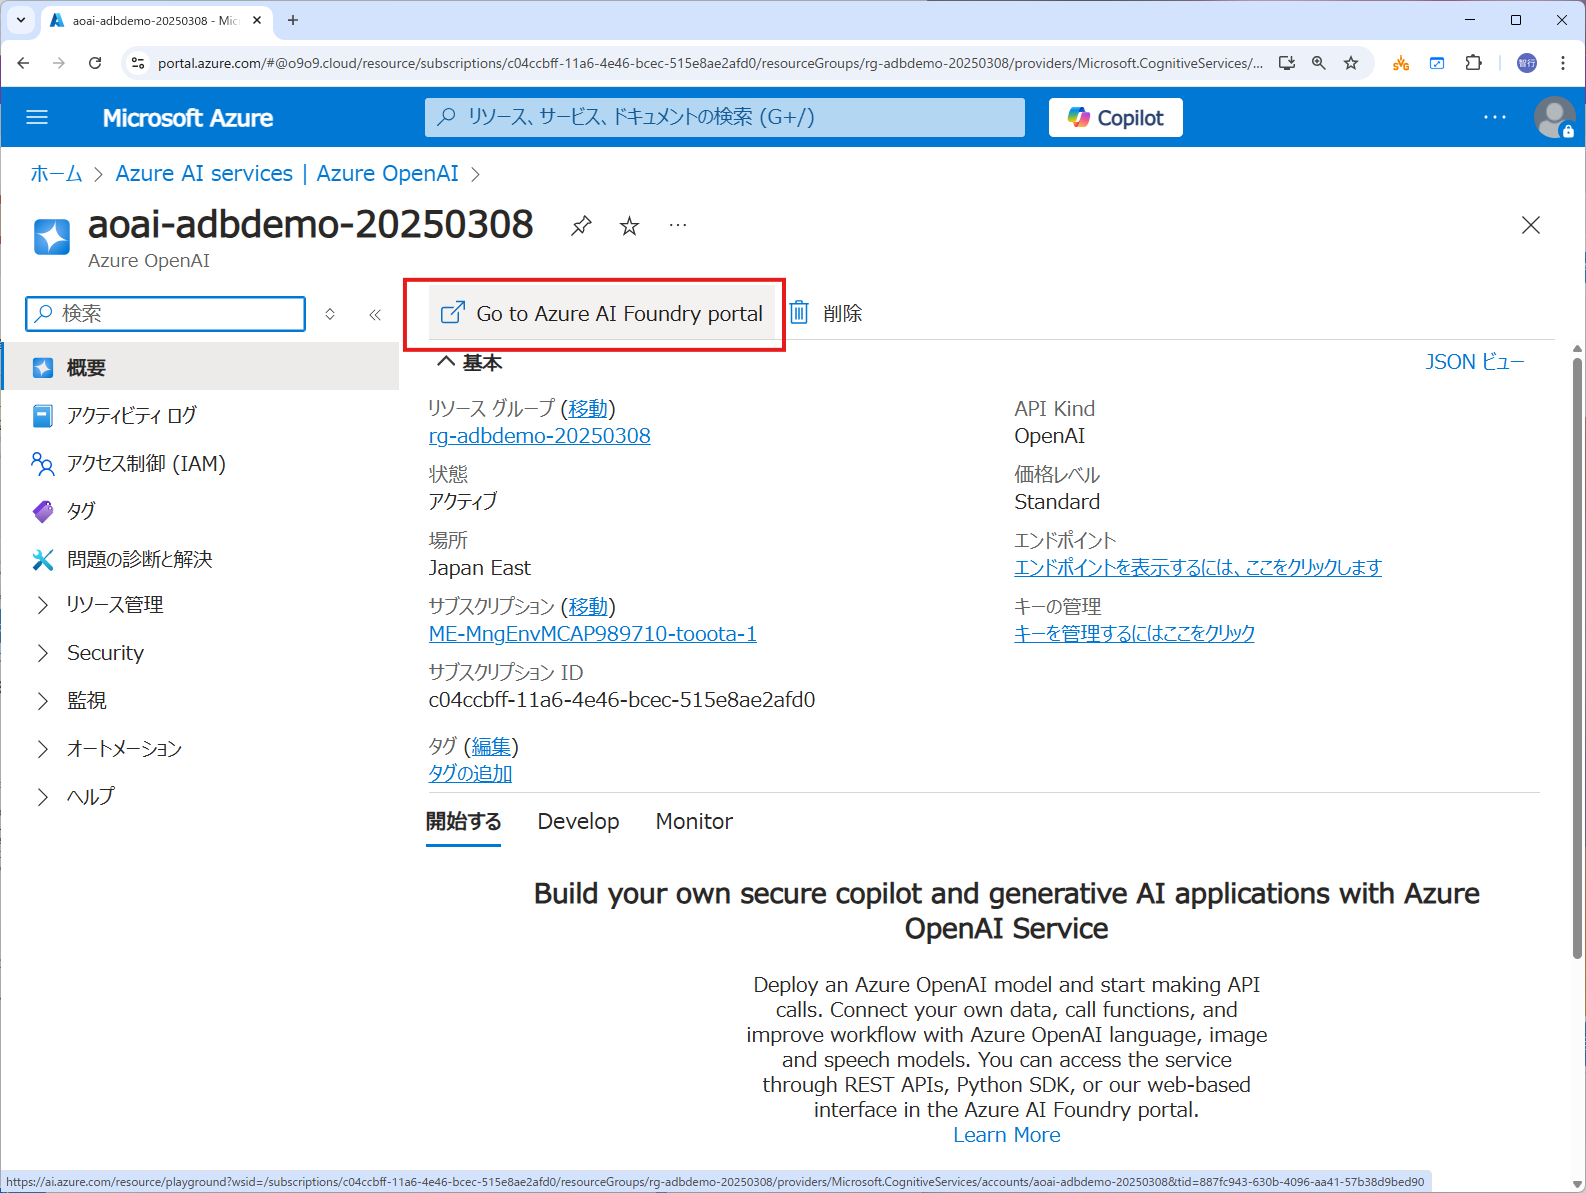 aoai-adbdemo-20250308 - Mic
portal.azure.com/#@o9o9.cloud/resource/subscriptions/c04ccbff-11a6-4e46-bcec-515e8ae2afd0/resourceGroups/rg-adbdemo-20250308/providers/Microsoft.CognitiveServices/...
智行
Microsoft Azure
リソース、サービス、ドキュメントの検索 (G+/)
Copilot
ホーム > Azure AI services | Azure OpenAI >
aoai-adbdemo-20250308
Azure OpenAI
検索
Go to Azure AI Foundry portal
削除
概要
アクティビティ ログ
アクセス制御 (IAM)
タグ
問題の診断と解決
リソース管理
Security
監視
オートメーション
ヘルプ
基本
JSON ビュー
リソース グループ (移動)
rg-adbdemo-20250308
状態
アクティブ
場所
Japan East
サブスクリプション (移動)
ME-MngEnvMCAP989710-tooota-1
サブスクリプション ID
c04ccbff-11a6-4e46-bcec-515e8ae2afd0
タグ (編集)
タグの追加
API Kind
OpenAI
価格レベル
Standard
エンドポイント
エンドポイントを表示するには、ここをクリックします
キーの管理
キーを管理するにはここをクリック
開始する
Develop
Monitor
Build your own secure copilot and generative AI applications with Azure
OpenAI Service
Deploy an Azure OpenAI model and start making API
calls. Connect your own data, call functions, and
improve workflow with Azure OpenAI language, image
and speech models. You can access the service
through REST APIs, Python SDK, or our web-based
interface in the Azure AI Foundry portal.
Learn More
https://ai.azure.com/resource/playground?wsid=/subscriptions/c04ccbff-11a6-4e46-bcec-515e8ae2afd0/resourceGroups/rg-adbdemo-20250308/providers/Microsoft.CognitiveServices/accounts/aoai-adbdemo-20250308&tid=887fc943-630b-4096-aa41-57b38d9bed90